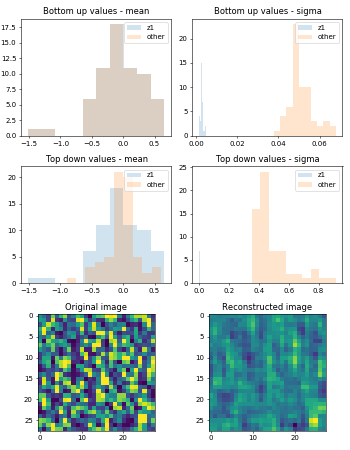 Bottom up values - mean
Bottom up values - sigma
17.5
15.0
12.5
10.0
7.5
5.0
2.5
0.0
z1
other
−1.5 −1.0 −0.5 0.0 0.5
20
15
10
5
0
z1
other
0.00 0.02 0.04 0.06
Top down values - mean
Top down values - sigma
20
15
10
5
0
z1
other
−1.5 −1.0 −0.5 0.0 0.5
25
20
15
10
5
0
z1
other
0.0 0.2 0.4 0.6 0.8
Original image
Reconstructed image
0
5
10
15
20
25
0 10 20
0
5
10
15
20
25
0 10 20